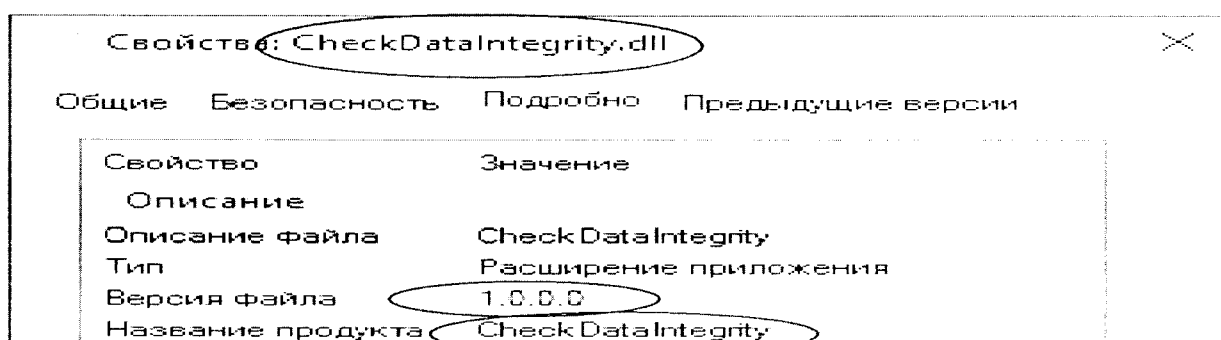 Свойства: CheckDataIntegrity.dll
Общие Безопасность Подробно Предыдущие версии
Свойство Значение
Описание
Описание файла CheckDataIntegrity
Тип Расширение приложения
Версия файла 1.0.0.0
Название продукта CheckDataIntegrity